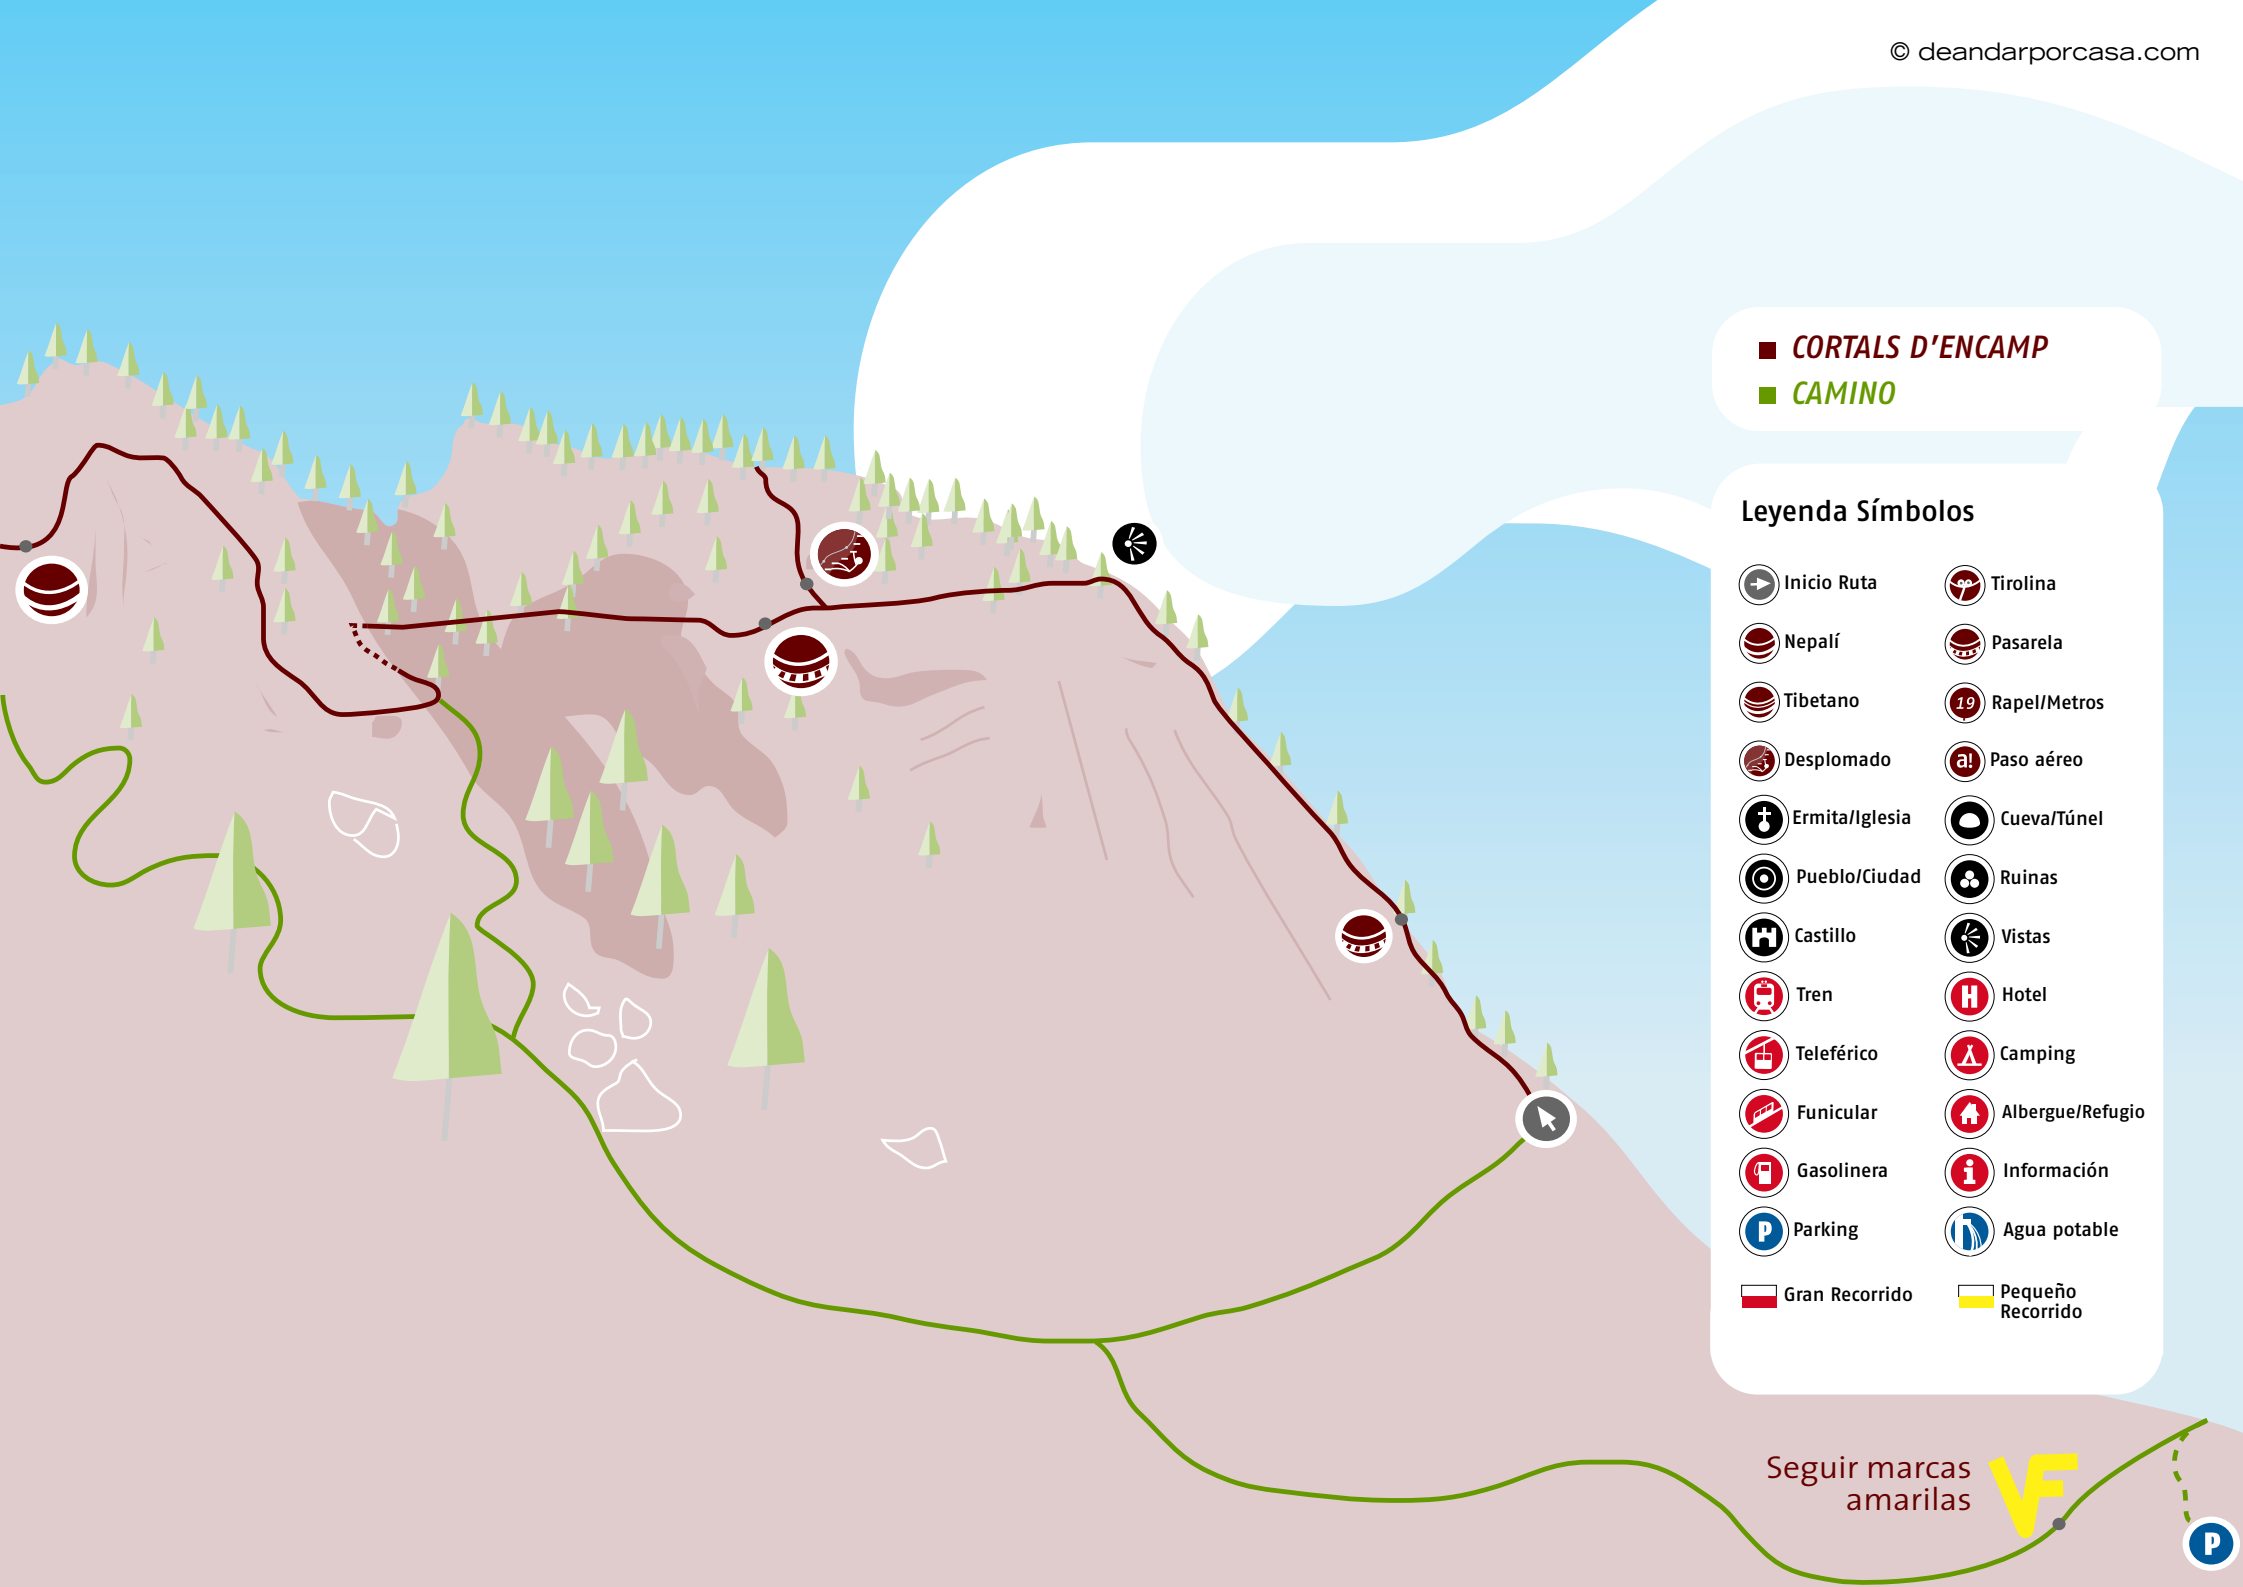 © deandarporcasa.com
CORTALS D'ENCAMP
CAMINO
Leyenda Símbolos
Inicio Ruta
Tirolina
Nepalí
Pasarela
Tibetano
19
Rapel/Metros
Desplomado
a!
Paso aéreo
Ermita/Iglesia
Cueva/Túnel
Pueblo/Ciudad
Ruinas
Castillo
Vistas
Tren
H
Hotel
Teleférico
Camping
Funicular
Albergue/Refugio
Gasolinera
i
Información
P
Parking
Agua potable
Gran Recorrido
Pequeño
Recorrido
Seguir marcas
amarilas
VF
P